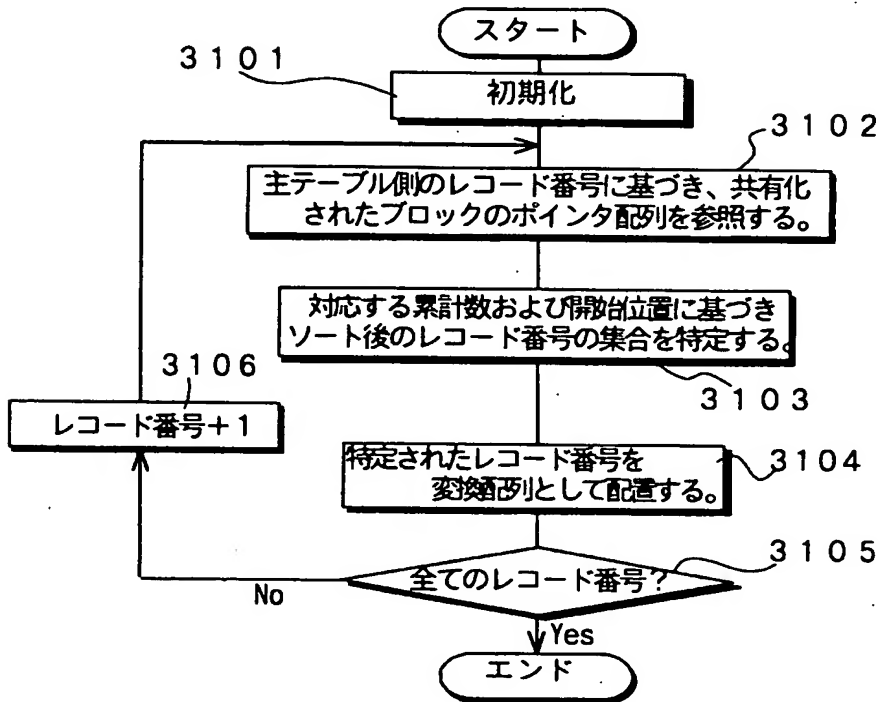 スタート
3101
初期化
3102
主テーブル側のレコード番号に基づき、共有化
されたブロックのポインタ配列を参照する。
対応する累計数および開始位置に基づき
ソート後のレコード番号の集合を特定する。
3103
3106
レコード番号+1
特定されたレコード番号を
変換配列として配置する。
3104
3105
全てのレコード番号?
No
Yes
エンド